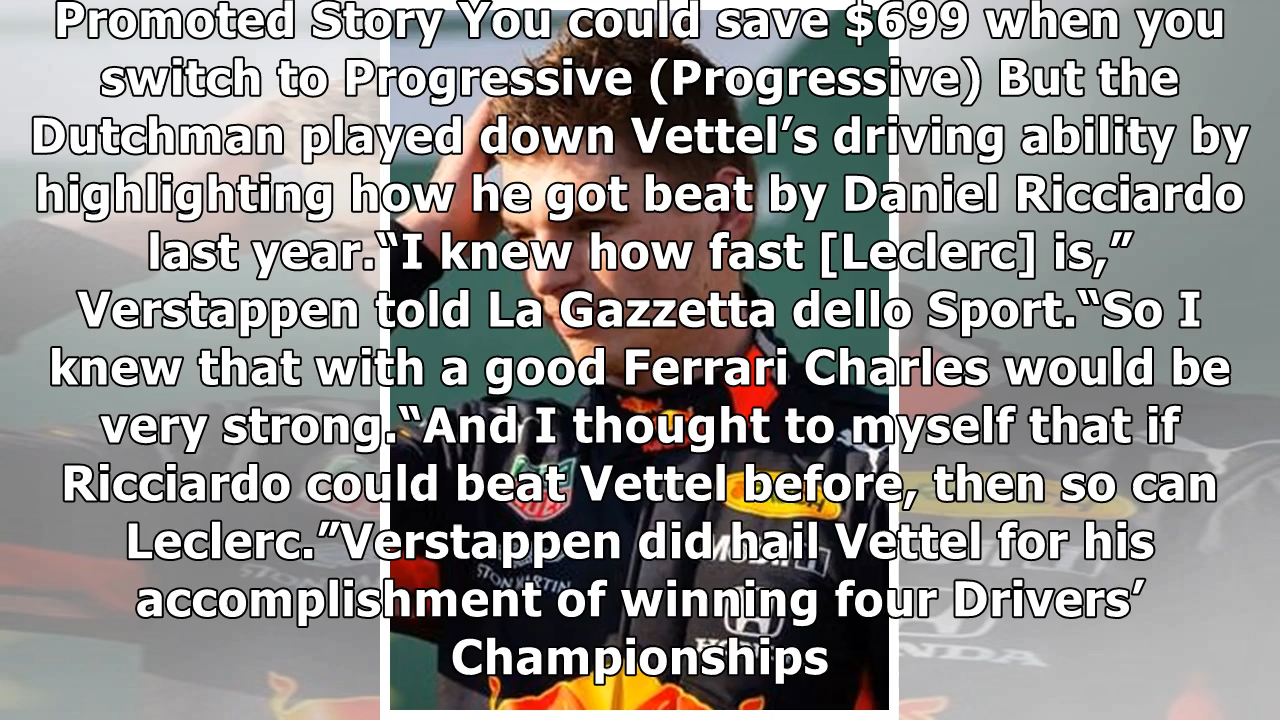 Promoted Story You could save $699 when you
switch to Progressive (Progressive) But the
Dutchman played down Vettel’s driving ability by
highlighting how he got beat by Daniel Ricciardo
last year.“I knew how fast [Leclerc] is,”
Verstappen told La Gazzetta dello Sport.“So I
knew that with a good Ferrari Charles would be
very strong.“And I thought to myself that if
Ricciardo could beat Vettel before, then so can
Leclerc.”Verstappen did hail Vettel for his
accomplishment of winning four Drivers’
Championships
STON MARTIN
HONDA